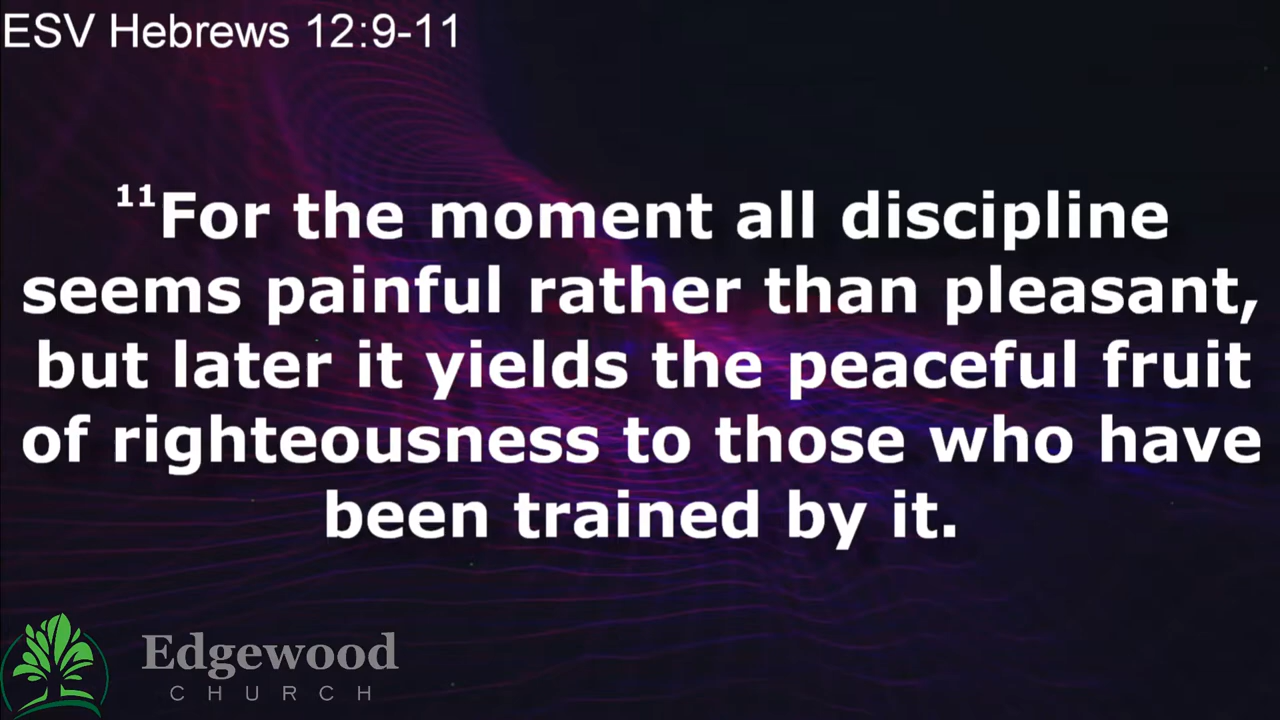 ESV Hebrews 12:9-11
¹¹For the moment all discipline
seems painful rather than pleasant,
but later it yields the peaceful fruit
of righteousness to those who have
been trained by it.
Edgewood
CHURCH